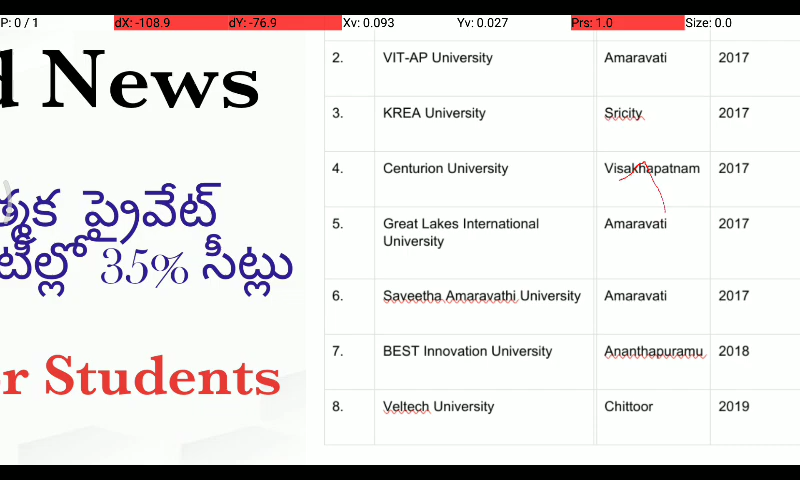 P: 0 / 1 dX: -108.9 dY: -76.9 Xv: 0.093 Yv: 0.027 Prs: 1.0 Size: 0.0
d News
త్మక ప్రైవేట్
టీల్లో 35% సీట్లు
r Students
2. VIT-AP University Amaravati 2017
3. KREA University Sricity 2017
4. Centurion University Visakhapatnam 2017
5. Great Lakes International University Amaravati 2017
6. Saveetha Amaravathi University Amaravati 2017
7. BEST Innovation University Ananthapuramu 2018
8. Veltech University Chittoor 2019